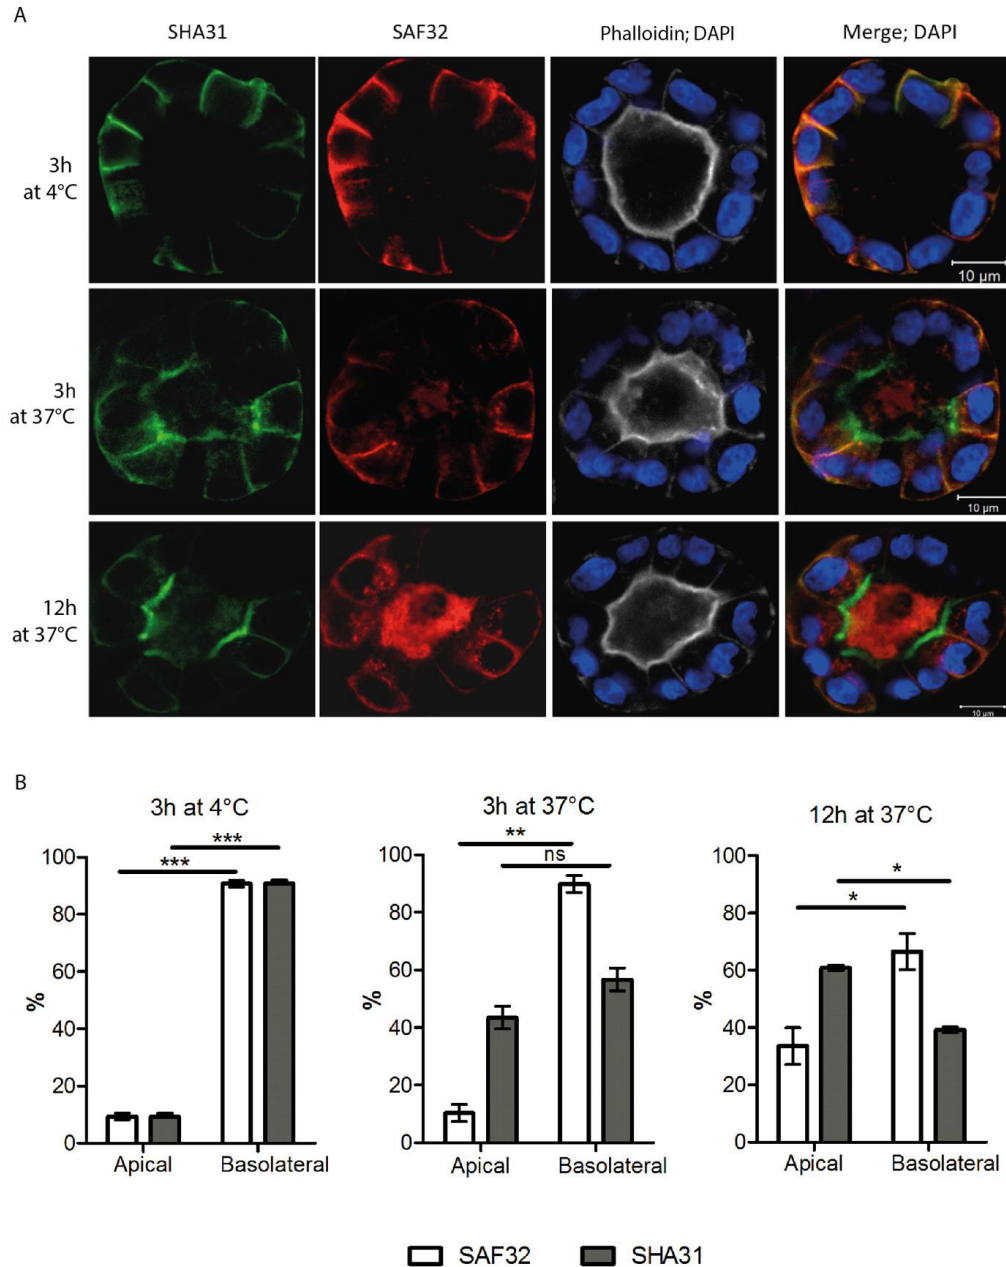 A
SHA31 SAF32 Phalloidin; DAPI Merge; DAPI
3h
at 4°C
10 µm
3h
at 37°C
10 µm
12h
at 37°C
10 µm
B
3h at 4°C 3h at 37°C 12h at 37°C
***
***
**
ns
*
*
100
80
60
40
20
0
%
Apical Basolateral
100
80
60
40
20
0
%
Apical Basolateral
100
80
60
40
20
0
%
Apical Basolateral
SAF32 SHA31